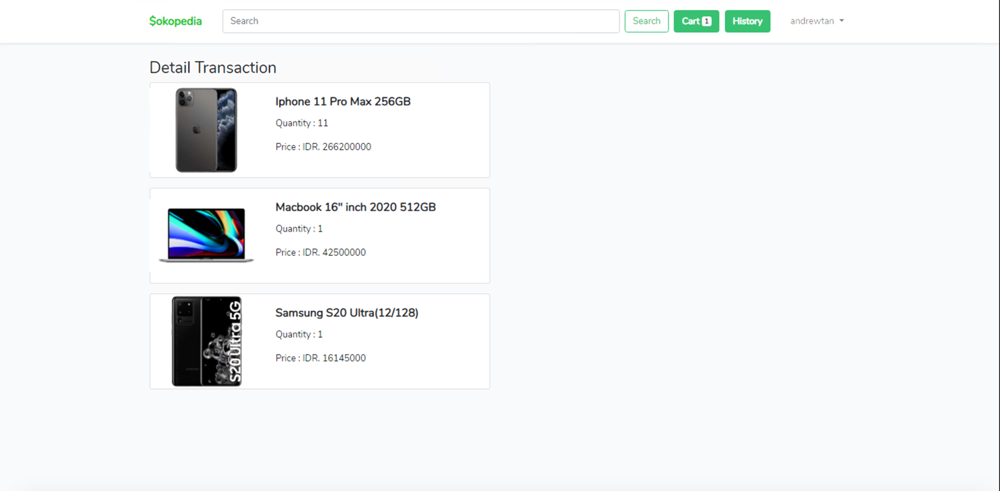 $okopedia
Search
Search
Cart 1
History
andrewtan
Detail Transaction
Iphone 11 Pro Max 256GB
Quantity : 11
Price : IDR. 266200000
Macbook 16" inch 2020 512GB
Quantity : 1
Price : IDR. 42500000
S20 Ultra 5G
Samsung S20 Ultra(12/128)
Quantity : 1
Price : IDR. 16145000